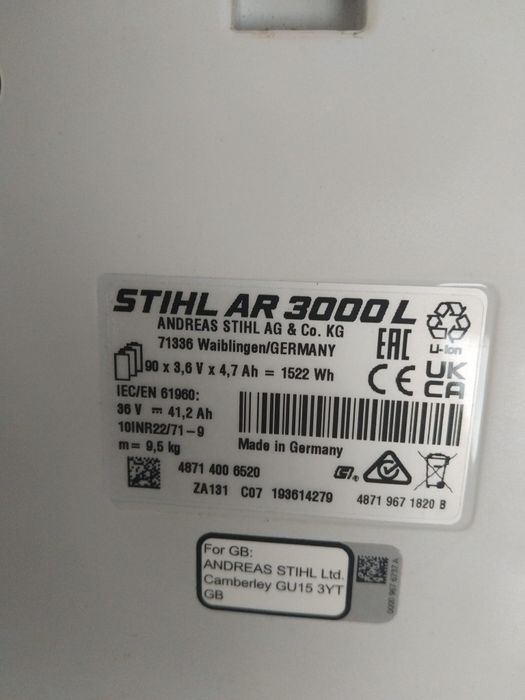 STIHL AR 3000 L
ANDREAS STIHL AG & Co. KG
71336 Waiblingen/GERMANY
EAC
Li-Ion
90 x 3,6 V x 4,7 Ah = 1522 Wh
CE
UK
CA
IEC/EN 61960:
36 V ⎓ 41,2 Ah
10INR22/71-9
m = 9,5 kg
Made in Germany
4871 400 6520
ZA131 C07 193614279
4871 967 1820 B
For GB:
ANDREAS STIHL Ltd.
Camberley GU15 3YT
GB
0000 967 6737 A